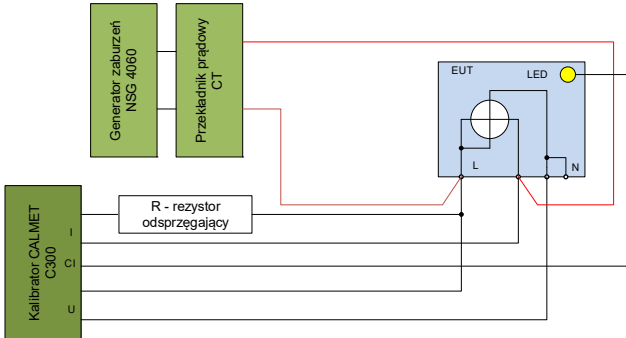 Generator zaburzeń
NSG 4060
Przekładnik prądowy
CT
EUT
LED
L
N
Kalibrator CALMET
C300
I
CI
U
R - rezystor
odsprzęgający